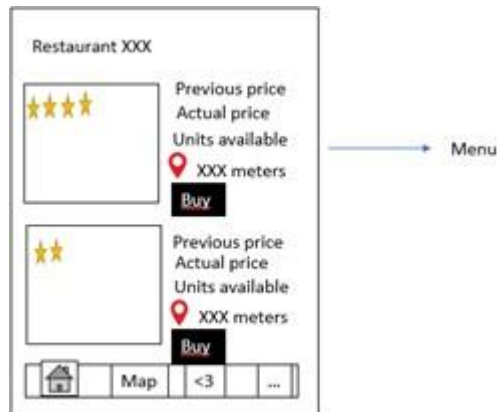 Restaurant XXX
Previous price
Actual price
Units available
XXX meters
Buy
Menu
Previous price
Actual price
Units available
XXX meters
Buy
Map
<3
...